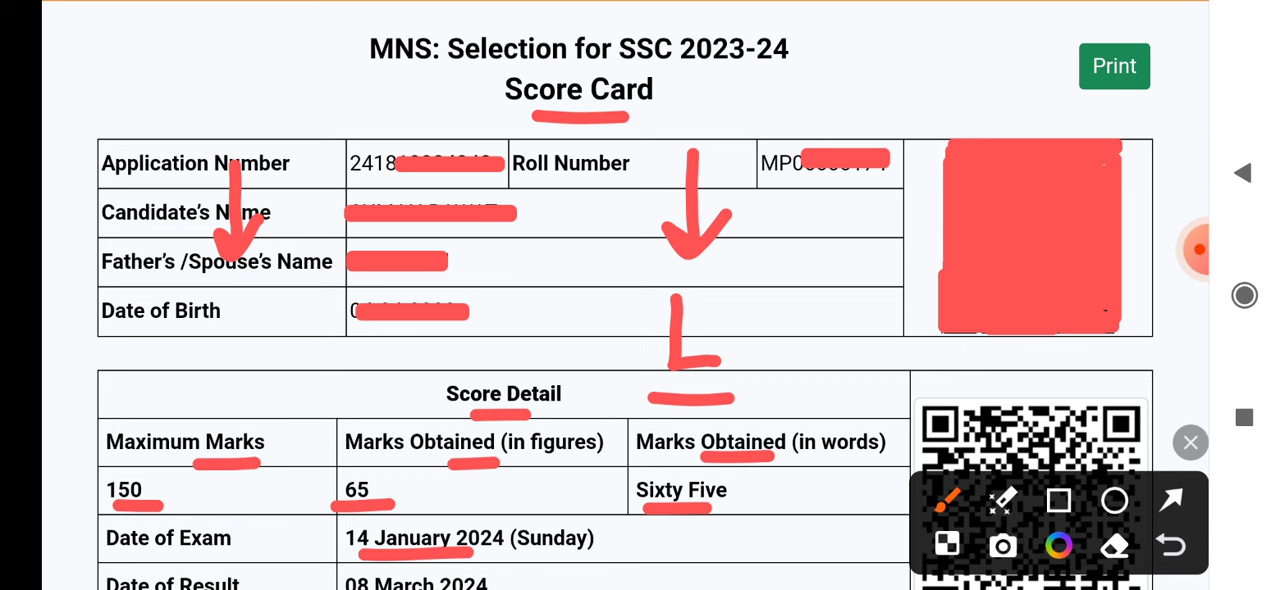 MNS: Selection for SSC 2023-24
Score Card
Print
Application Number 2418 Roll Number MP0
Candidate's Name
Father's /Spouse's Name
Date of Birth
Score Detail
Maximum Marks Marks Obtained (in figures) Marks Obtained (in words)
150 65 Sixty Five
Date of Exam 14 January 2024 (Sunday)
Date of Result 08 March 2024